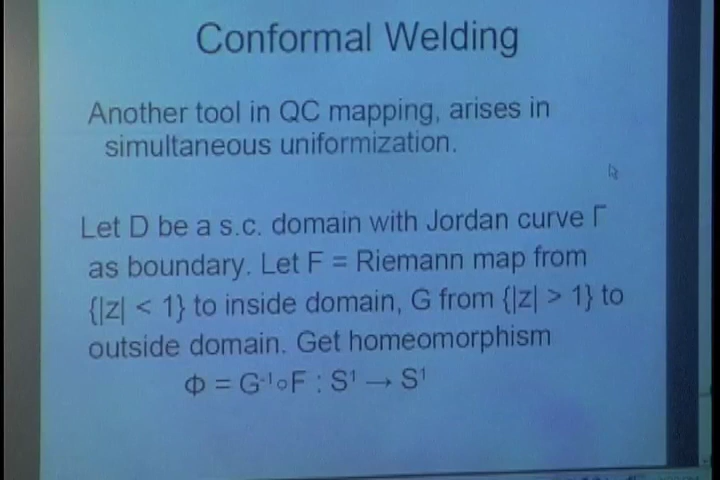 Conformal Welding
Another tool in QC mapping, arises in
simultaneous uniformization.
Let D be a s.c. domain with Jordan curve Γ
as boundary. Let F = Riemann map from
{|z| < 1} to inside domain, G from {|z| > 1} to
outside domain. Get homeomorphism
Φ = G⁻¹∘F : S¹ → S¹